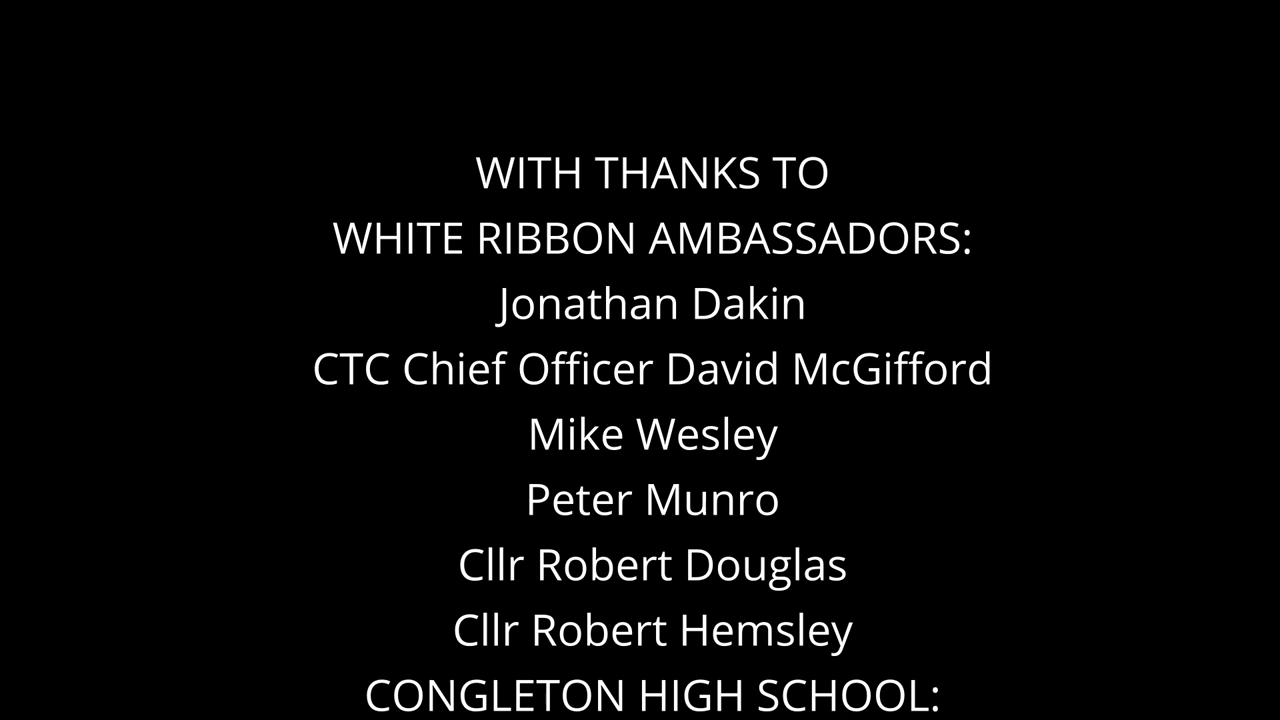 WITH THANKS TO
WHITE RIBBON AMBASSADORS:
Jonathan Dakin
CTC Chief Officer David McGifford
Mike Wesley
Peter Munro
Cllr Robert Douglas
Cllr Robert Hemsley
CONGLETON HIGH SCHOOL: